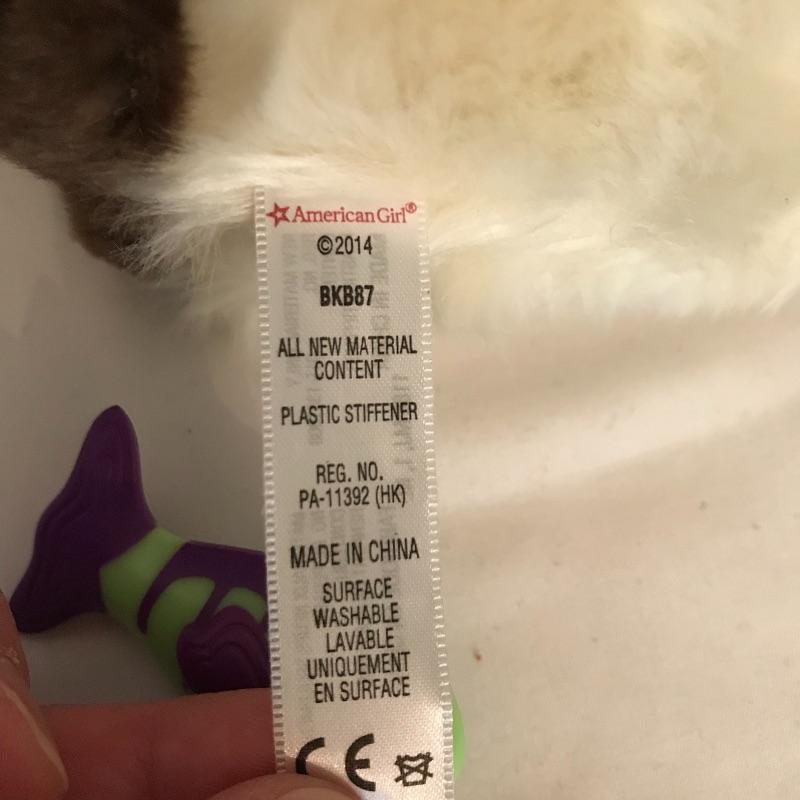 American Girl®
©2014
BKB87
ALL NEW MATERIAL
CONTENT
PLASTIC STIFFENER
REG. NO.
PA-11392 (HK)
MADE IN CHINA
SURFACE
WASHABLE
LAVABLE
UNIQUEMENT
EN SURFACE
CE